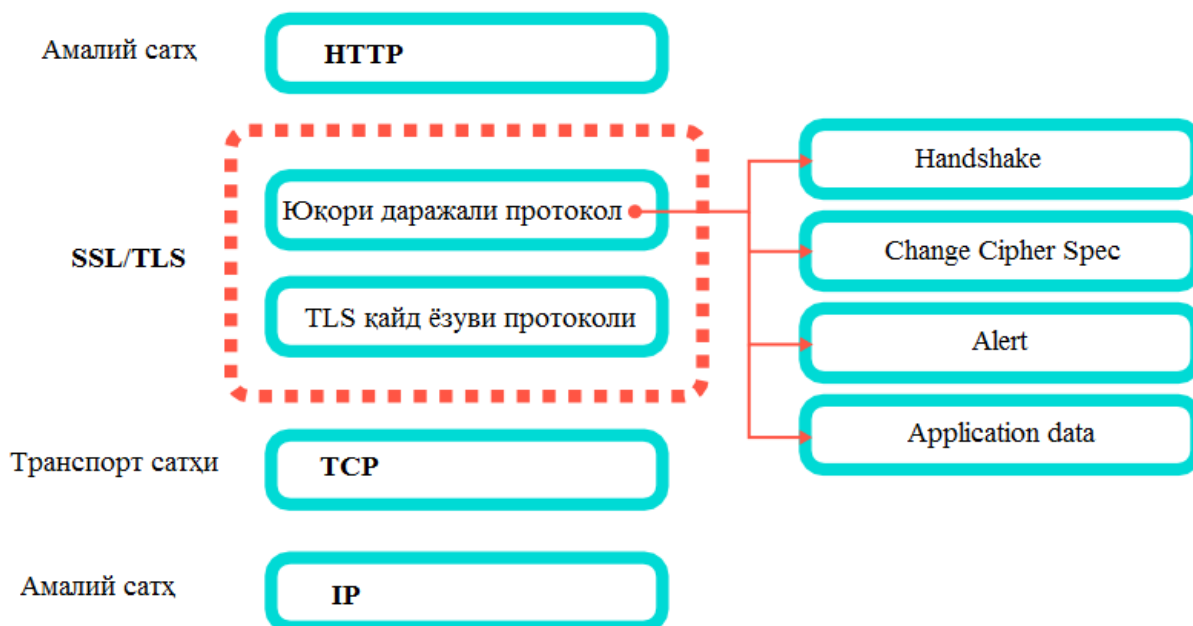 Амалий сатҳ
HTTP
SSL/TLS
Юқори даражали протокол
TLS қайд ёзуви протоколи
Handshake
Change Cipher Spec
Alert
Application data
Транспорт сатҳи
TCP
Амалий сатҳ
IP